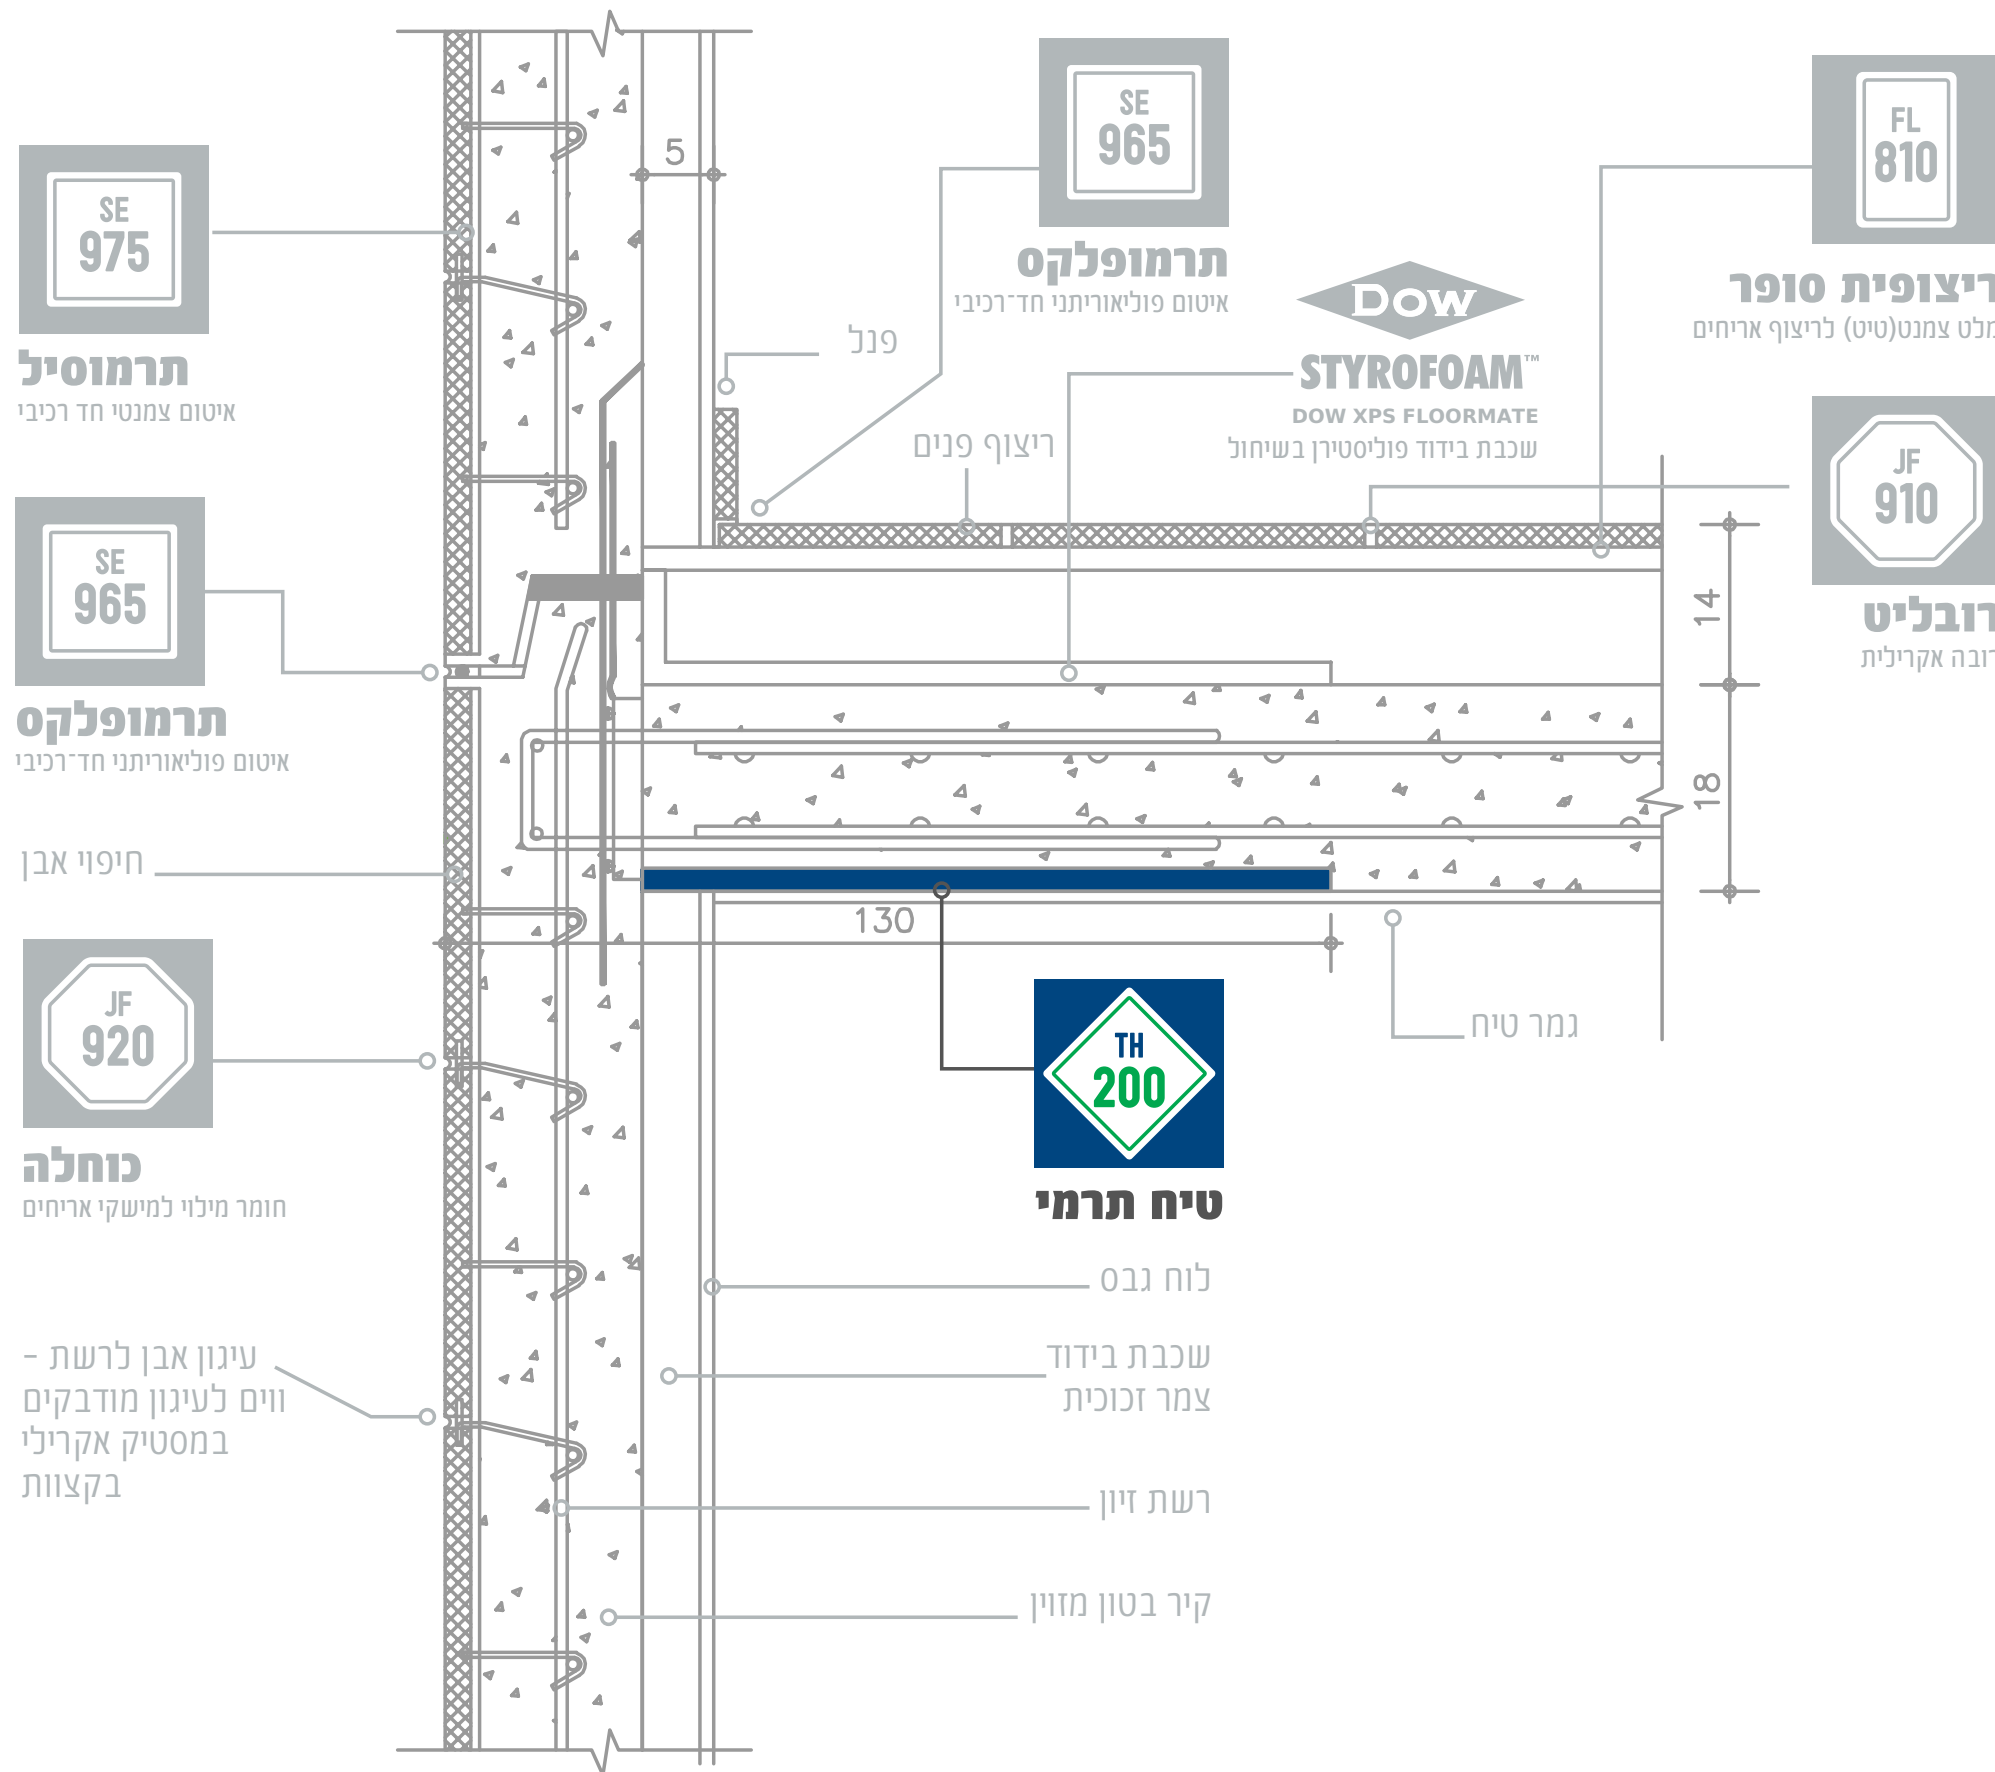 SE
975
תרמוסיל
איטום צמנטי חד רכיבי
SE
965
תרמופלקס
איטום פוליאוריתני חד־רכיבי
חיפוי אבן
JF
920
כוחלה
חומר מילוי למישקי אריחים
עיגון אבן לרשת -
ווים לעיגון מודבקים
במסטיק אקרילי
בקצוות
5
SE
965
תרמופלקס
איטום פוליאוריתני חד־רכיבי
פנל
ריצוף פנים
Dow
STYROFOAM™
DOW XPS FLOORMATE
שכבת בידוד פוליסטירן בשיחול
FL
810
ריצופית סופר
מלט צמנט(טיט) לריצוף אריחים
JF
910
רובליט
רובה אקרילית
14
18
130
TH
200
טיח תרמי
גמר טיח
לוח גבס
שכבת בידוד
צמר זכוכית
רשת זיון
קיר בטון מזוין